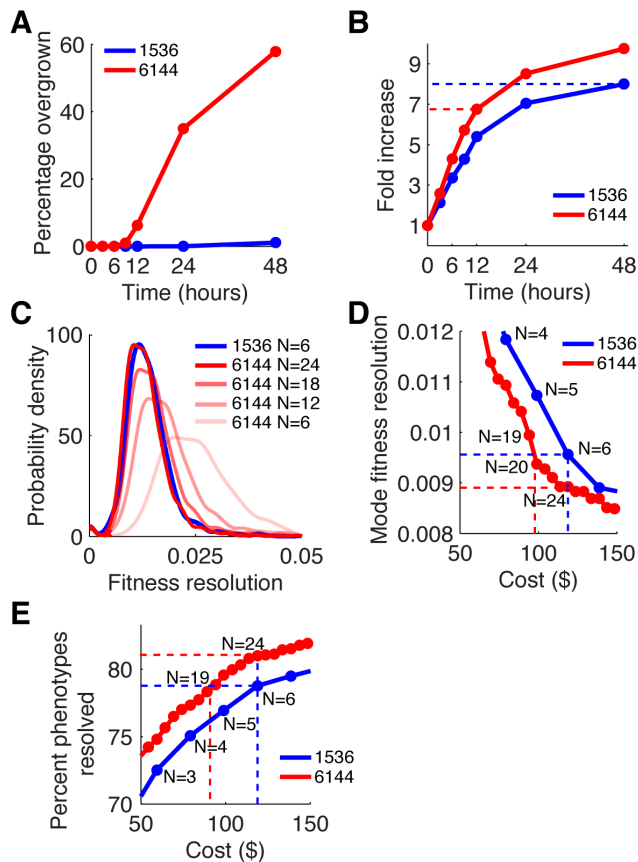 A
1536
6144
Percentage overgrown
60
40
20
0
0 6 12 24 48
Time (hours)
B
Fold increase
9
7
5
3
1
1536
6144
0 6 12 24 48
Time (hours)
C
Probability density
100
50
0
1536 N=6
6144 N=24
6144 N=18
6144 N=12
6144 N=6
0 0.025 0.05
Fitness resolution
D
Mode fitness resolution
0.012
0.011
0.01
0.009
0.008
1536
6144
N=4
N=5
N=19
N=6
N=20
N=24
50 100 150
Cost ($)
E
Percent phenotypes
resolved
80
75
70
N=24
N=19
N=6
N=5
N=4
N=3
1536
6144
50 100 150
Cost ($)